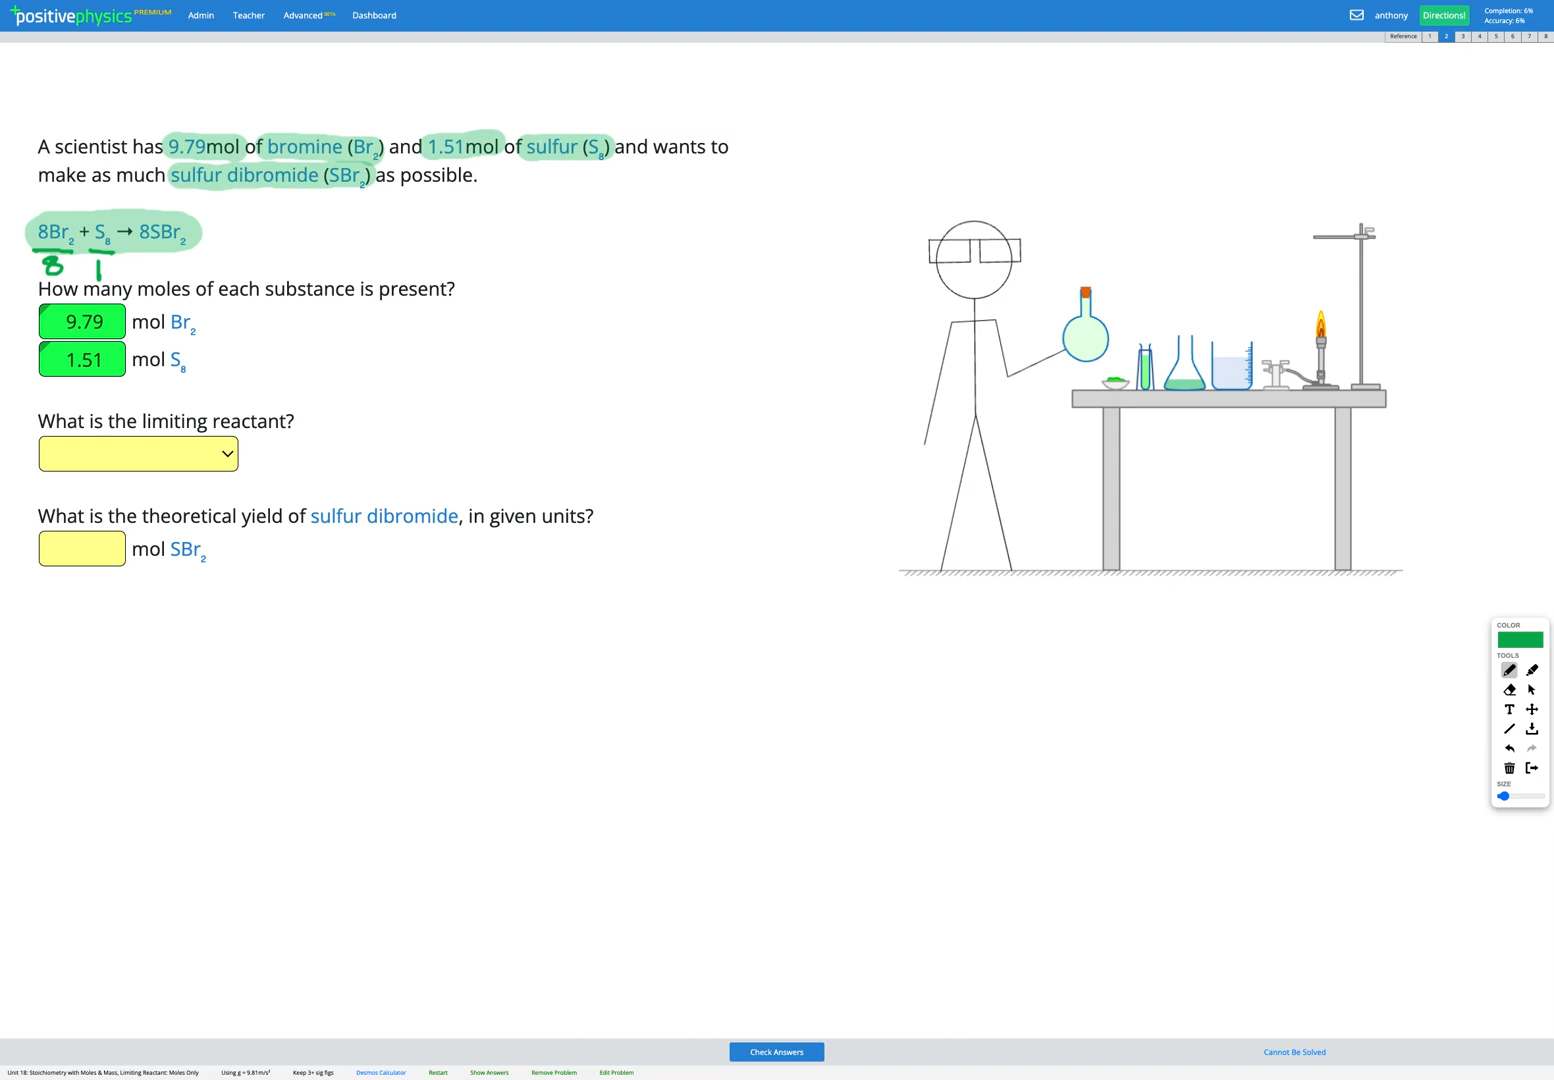 +positivephysics PREMIUM Admin Teacher Advanced BETA Dashboard anthony Directions! Completion: 6%
Accuracy: 6%
Reference 1 2 3 4 5 6 7 8
A scientist has 9.79mol of bromine (Br₂) and 1.51mol of sulfur (S₈) and wants to
make as much sulfur dibromide (SBr₂) as possible.
8Br₂ + S₈ → 8SBr₂
8 1
How many moles of each substance is present?
9.79 mol Br₂
1.51 mol S₈
What is the limiting reactant?
What is the theoretical yield of sulfur dibromide, in given units?
mol SBr₂
COLOR
TOOLS
T
SIZE
Check Answers Cannot Be Solved
Unit 18: Stoichiometry with Moles & Mass, Limiting Reactant: Moles Only Using g = 9.81m/s² Keep 3+ sig figs Desmos Calculator Restart Show Answers Remove Problem Edit Problem